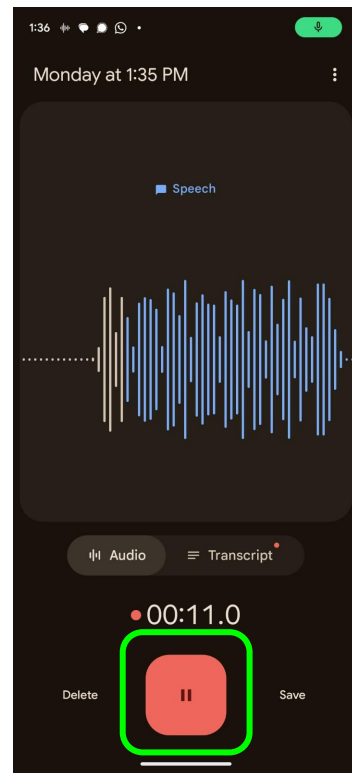 1:36
Monday at 1:35 PM
Speech
Audio Transcript
00:11.0
Delete Save